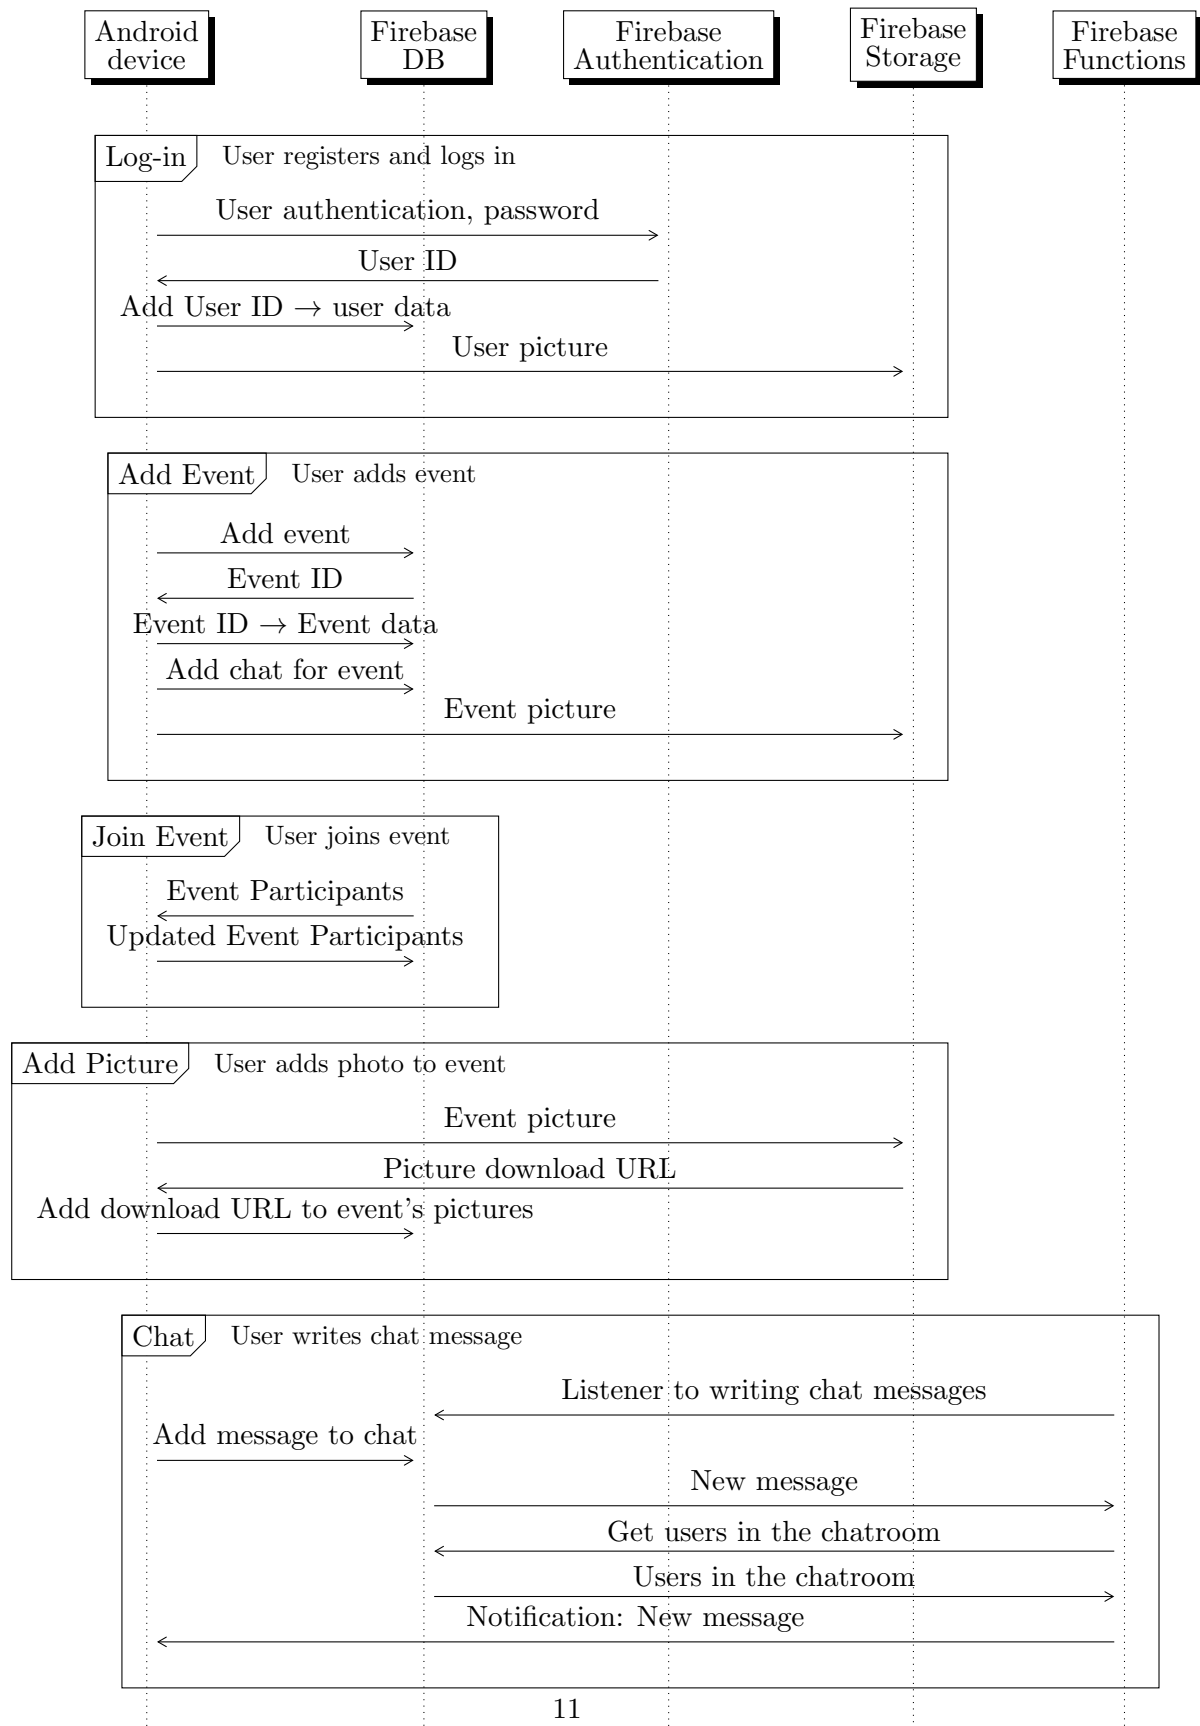 Android
device
Firebase
DB
Firebase
Authentication
Firebase
Storage
Firebase
Functions
Log-in
User registers and logs in
User authentication, password
User ID
Add User ID → user data
User picture
Add Event
User adds event
Add event
Event ID
Event ID → Event data
Add chat for event
Event picture
Join Event
User joins event
Event Participants
Updated Event Participants
Add Picture
User adds photo to event
Event picture
Picture download URL
Add download URL to event's pictures
Chat
User writes chat message
Listener to writing chat messages
Add message to chat
New message
Get users in the chatroom
Users in the chatroom
Notification: New message
11